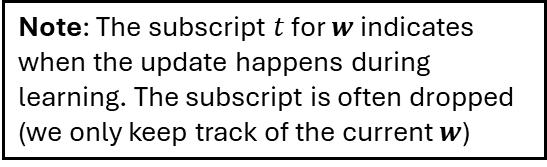 Note: The subscript t for w indicates
when the update happens during
learning. The subscript is often dropped
(we only keep track of the current w)